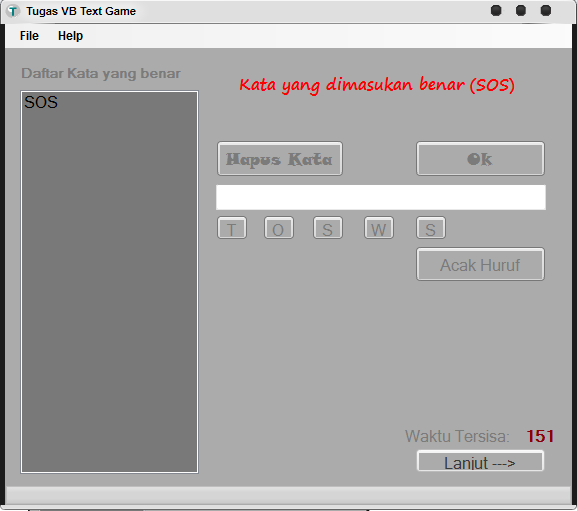 T Tugas VB Text Game
File Help
Daftar Kata yang benar
Kata yang dimasukan benar (SOS)
SOS
Hapus Kata Ok
T O S W S
Acak Huruf
Waktu Tersisa: 151
Lanjut --->